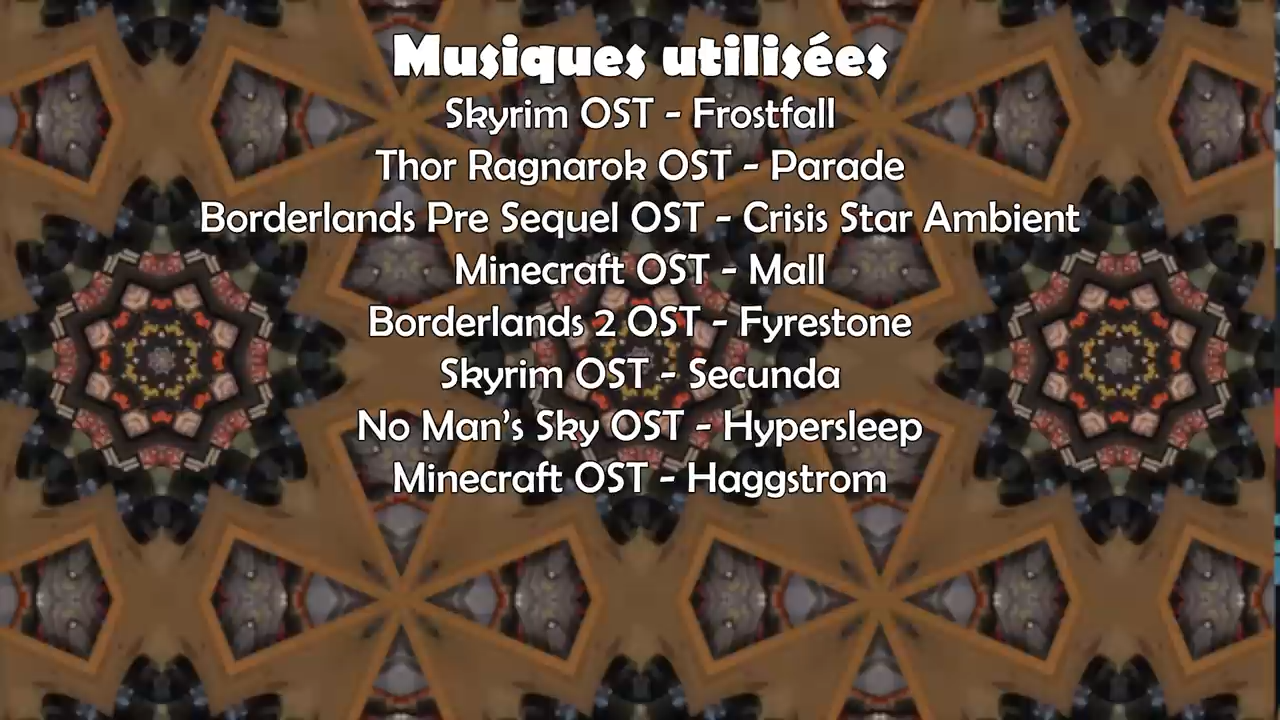 Musiques utilisées
Skyrim OST - Frostfall
Thor Ragnarok OST - Parade
Borderlands Pre Sequel OST - Crisis Star Ambient
Minecraft OST - Mall
Borderlands 2 OST - Fyrestone
Skyrim OST - Secunda
No Man's Sky OST - Hypersleep
Minecraft OST - Haggstrom